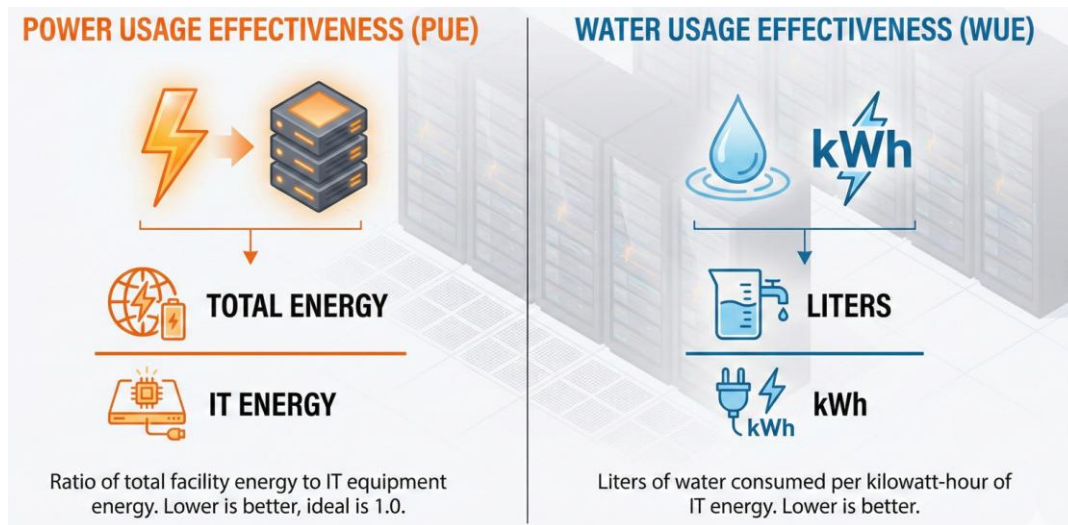 POWER USAGE EFFECTIVENESS (PUE)
TOTAL ENERGY
IT ENERGY
Ratio of total facility energy to IT equipment
energy. Lower is better, ideal is 1.0.
WATER USAGE EFFECTIVENESS (WUE)
kWh
LITERS
kWh
kWh
Liters of water consumed per kilowatt-hour of
IT energy. Lower is better.